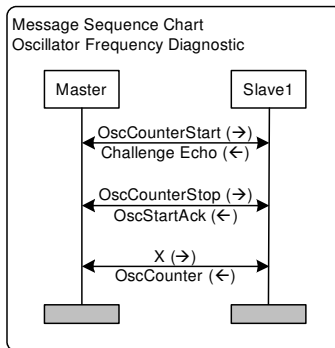 Message Sequence Chart
Oscillator Frequency Diagnostic
Master
Slave1
OscCounterStart (→)
Challenge Echo (←)
OscCounterStop (→)
OscStartAck (←)
X (→)
OscCounter (←)